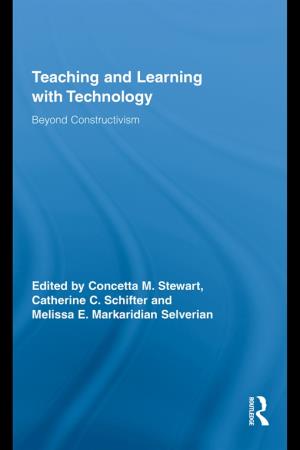 Teaching and Learning
with Technology
Beyond Constructivism
Edited by Concetta M. Stewart,
Catherine C. Schifter and
Melissa E. Markaridian Selverian
ROUTLEDGE